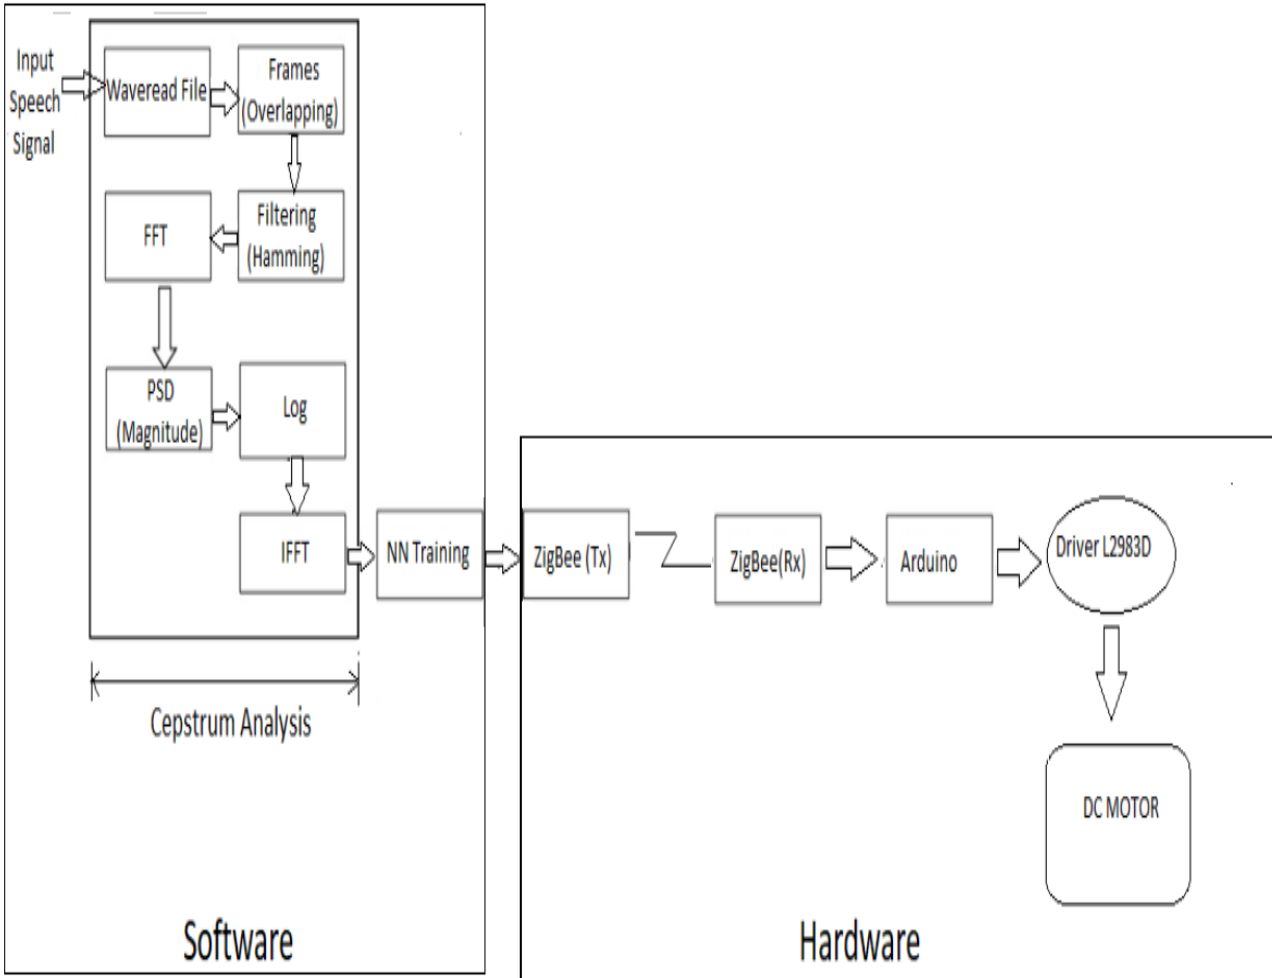 Input
Speech
Signal
Waveread File
Frames
(Overlapping)
Filtering
(Hamming)
FFT
PSD
(Magnitude)
Log
IFFT
NN Training
ZigBee (Tx)
ZigBee(Rx)
Arduino
Driver L2983D
DC MOTOR
Cepstrum Analysis
Software
Hardware